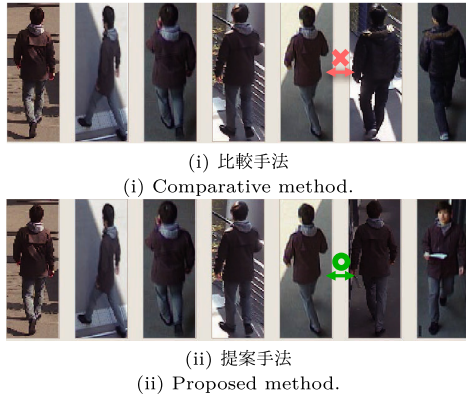 (i) 比較手法
(i) Comparative method.
(ii) 提案手法
(ii) Proposed method.